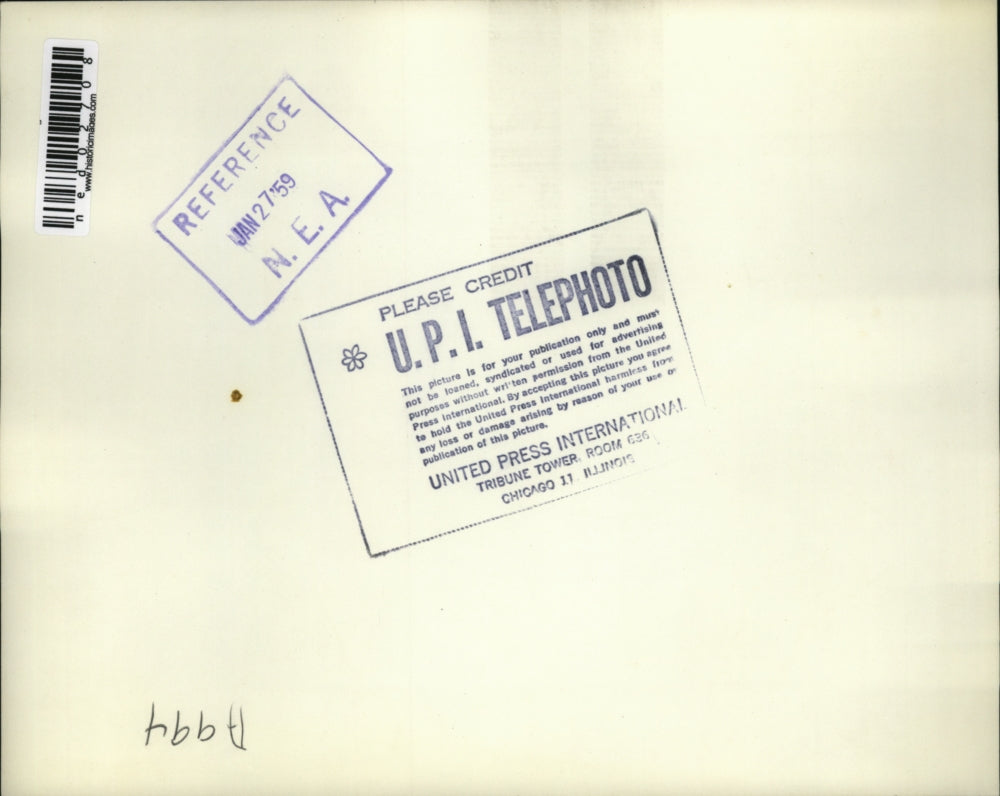 ned02708
www.historicimages.com
REFERENCE
JAN 27 '59
N. E. A.
PLEASE CREDIT
U. P. I. TELEPHOTO
This picture is for your publication only and must
not be loaned, syndicated or used for advertising
purposes without written permission from the United
Press International. By accepting this picture you agree
to hold the United Press International harmless from
any loss or damage arising by reason of your use or
publication of this picture.
UNITED PRESS INTERNATIONAL
TRIBUNE TOWER, ROOM 636
CHICAGO 11, ILLINOIS
A994